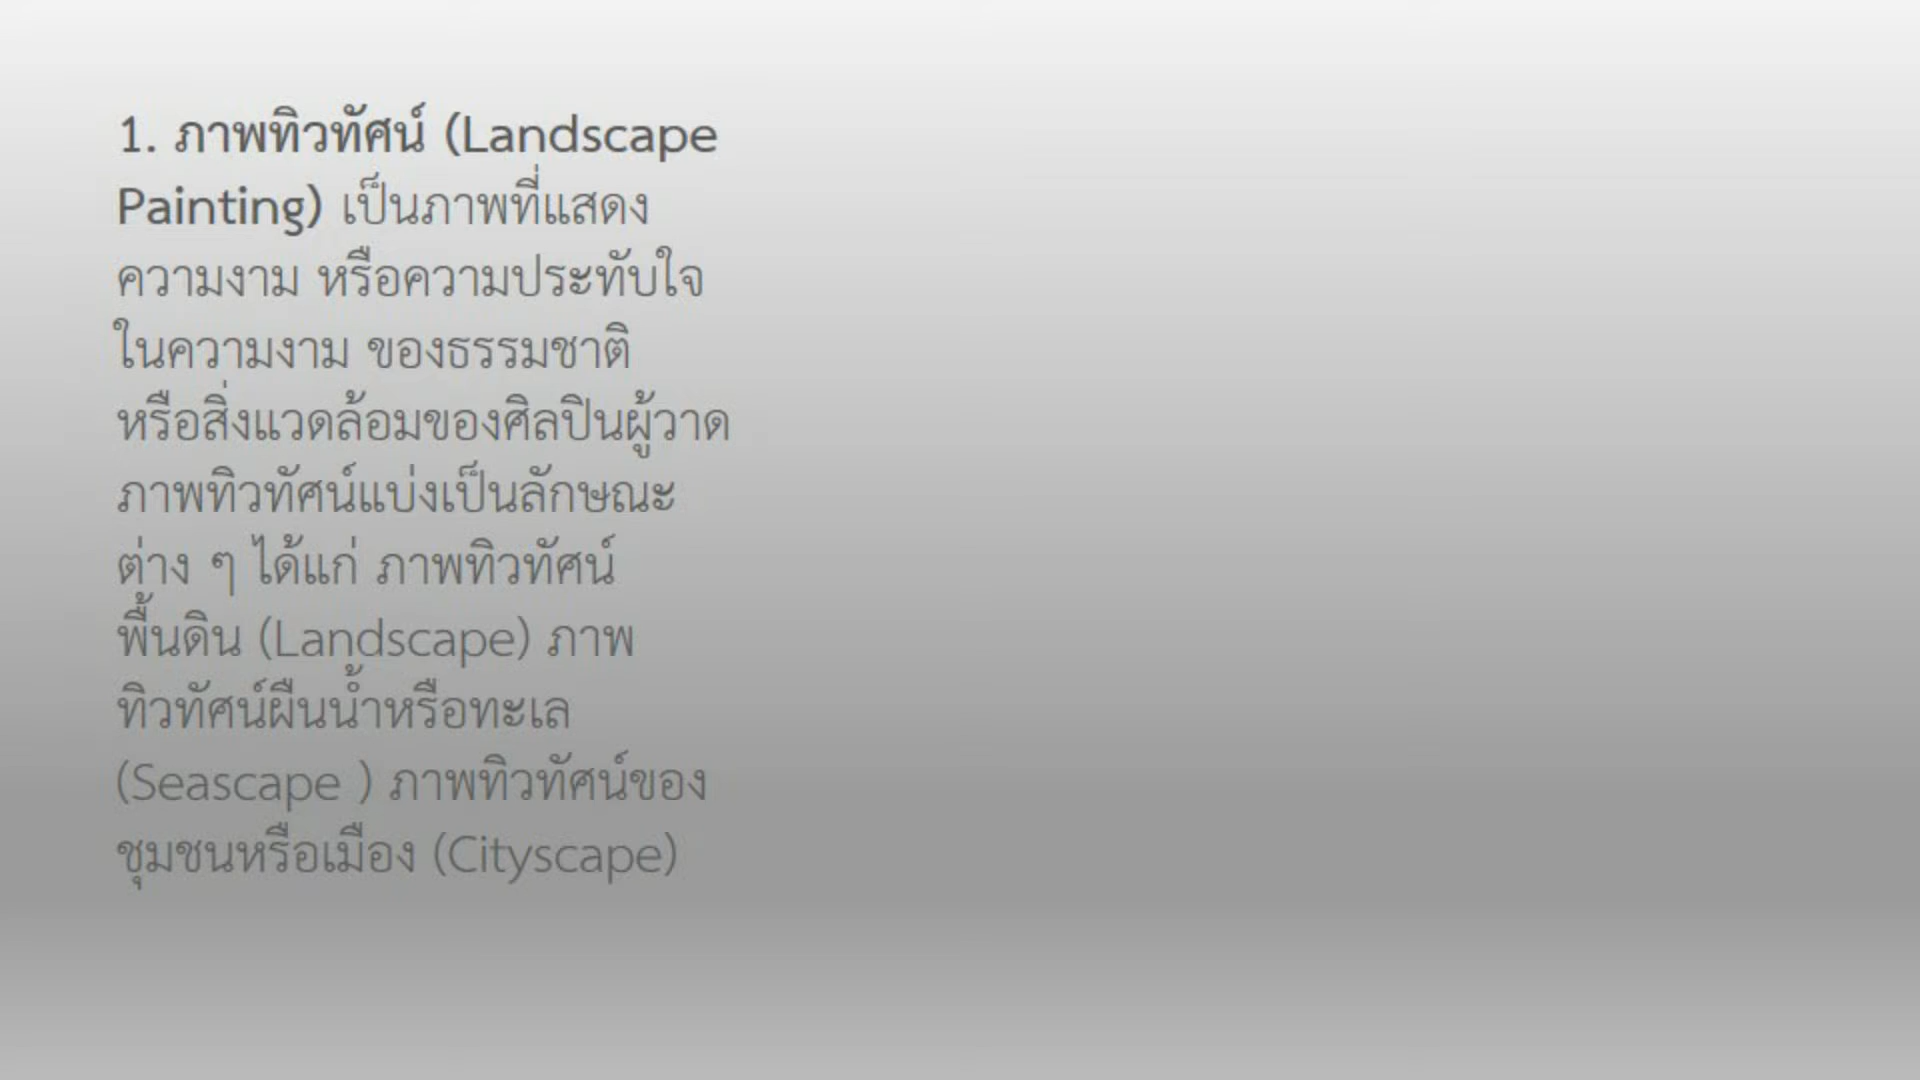 1. ภาพทิวทัศน์ (Landscape
Painting) เป็นภาพที่แสดง
ความงาม หรือความประทับใจ
ในความงาม ของธรรมชาติ
หรือสิ่งแวดล้อมของศิลปินผู้วาด
ภาพทิวทัศน์แบ่งเป็นลักษณะ
ต่าง ๆ ได้แก่ ภาพทิวทัศน์
พื้นดิน (Landscape) ภาพ
ทิวทัศน์ผืนน้ำหรือทะเล
(Seascape ) ภาพทิวทัศน์ของ
ชุมชนหรือเมือง (Cityscape)